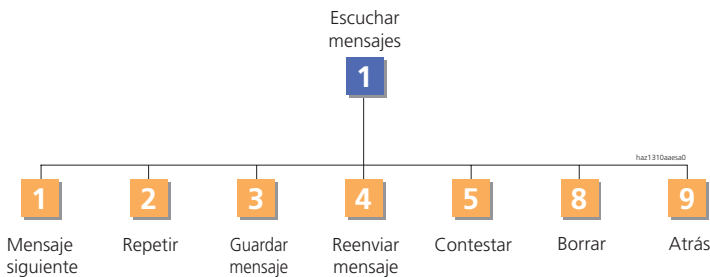 Escuchar
mensajes
1
haz1310aaesa0
1 2 3 4 5 8 9
Mensaje siguiente
Repetir
Guardar mensaje
Reenviar mensaje
Contestar
Borrar
Atrás